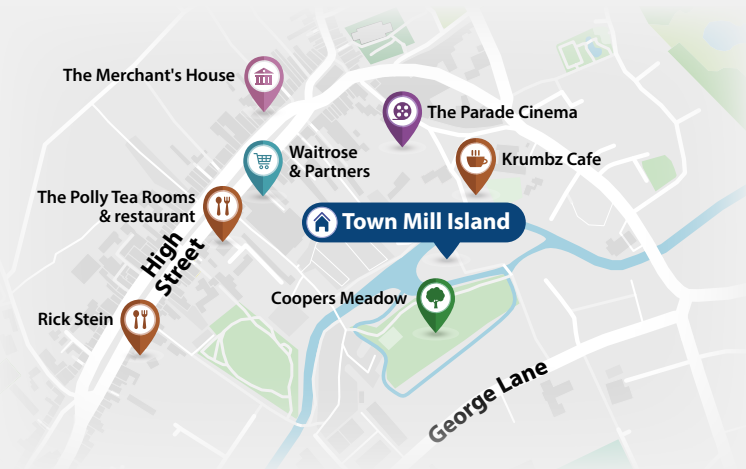 The Merchant's House
The Parade Cinema
Waitrose
& Partners
Krumbz Cafe
The Polly Tea Rooms
& restaurant
Town Mill Island
High
Street
Coopers Meadow
Rick Stein
George Lane